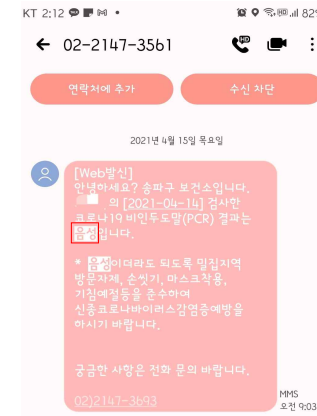 KT 2:12 82%
02-2147-3561
연락처에 추가 수신 차단
2021년 4월 15일 목요일
[Web발신]
안녕하세요? 송파구 보건소입니다.
의 [2021-04-14] 검사한
코로나19 비인두도말(PCR) 결과는
음성입니다.
* 음성이더라도 되도록 밀집지역
방문자제, 손씻기, 마스크착용,
기침예절등을 준수하여
신종코로나바이러스감염증예방을
하시기 바랍니다.
궁금한 사항은 전화 문의 바랍니다.
02)2147-3693
MMS
오전 9:03